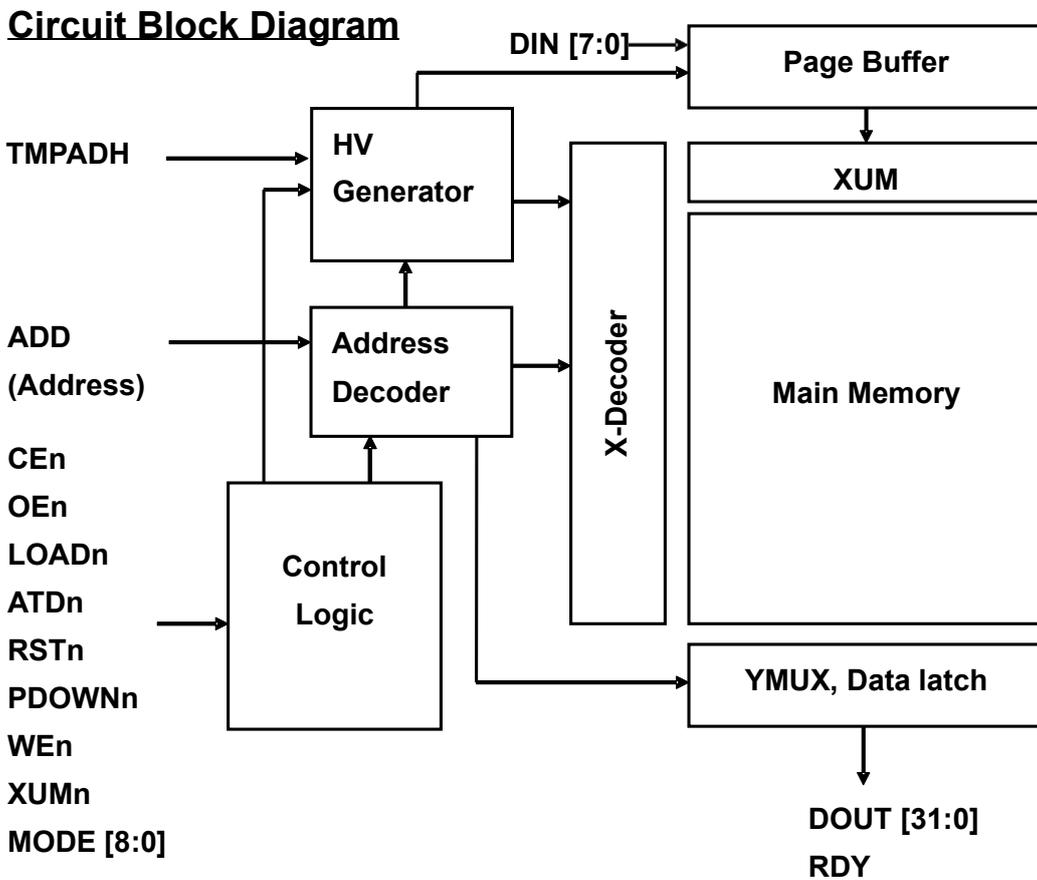 Circuit Block Diagram
DIN [7:0]
Page Buffer
TMPADH
HV
Generator
XUM
ADD
(Address)
Address
Decoder
X-Decoder
Main Memory
CEn
OEn
LOADn
ATDn
RSTn
PDOWNn
WEn
XUMn
MODE [8:0]
Control
Logic
YMUX, Data latch
DOUT [31:0]
RDY